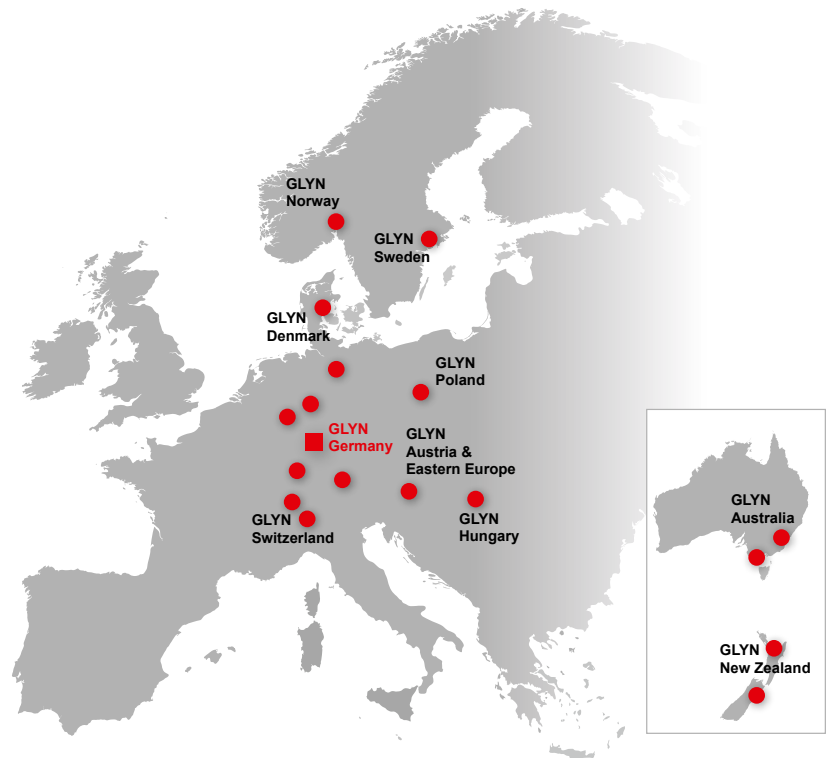 GLYN
Norway
GLYN
Sweden
GLYN
Denmark
GLYN
Poland
GLYN
Germany
GLYN
Austria &
Eastern Europe
GLYN
Switzerland
GLYN
Hungary
GLYN
Australia
GLYN
New Zealand